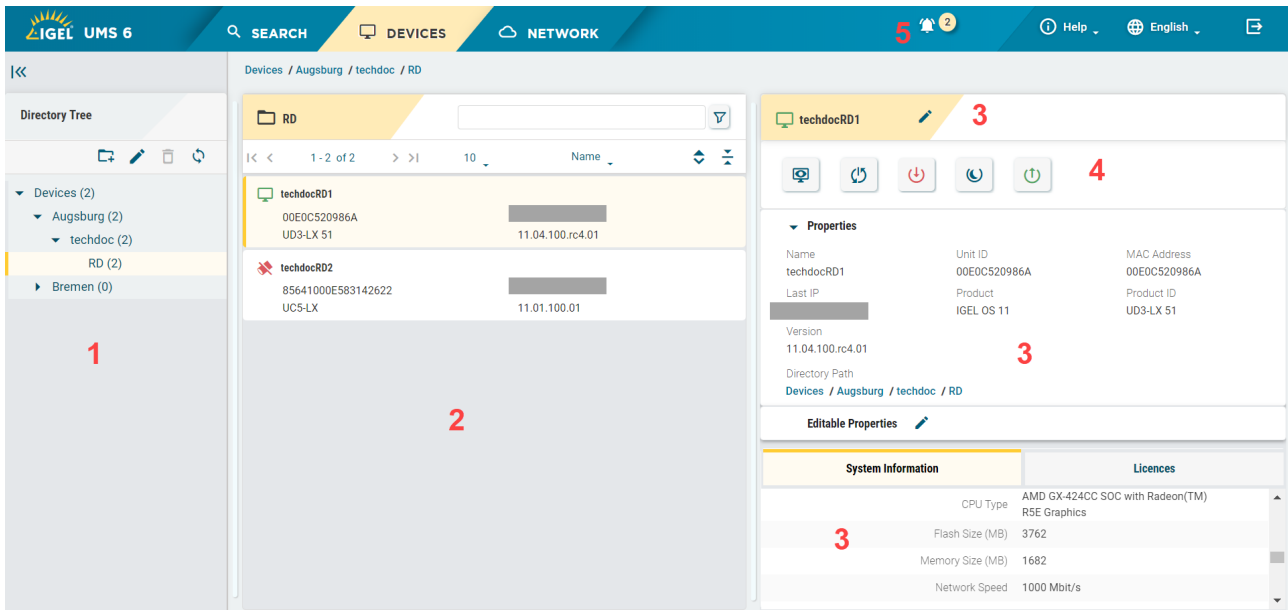 IGEL UMS 6
SEARCH
DEVICES
NETWORK
5
2
Help
English
Directory Tree
Devices (2)
Augsburg (2)
techdoc (2)
RD (2)
Bremen (0)
1
Devices / Augsburg / techdoc / RD
RD
1 - 2 of 2
10
Name
techdocRD1
00E0C520986A
UD3-LX 51
11.04.100.rc4.01
techdocRD2
85641000E583142622
UC5-LX
11.01.100.01
2
techdocRD1
3
4
Properties
Name
Unit ID
MAC Address
techdocRD1
00E0C520986A
00E0C520986A
Last IP
Product
Product ID
IGEL OS 11
UD3-LX 51
Version
11.04.100.rc4.01
3
Directory Path
Devices / Augsburg / techdoc / RD
Editable Properties
System Information
Licences
CPU Type
AMD GX-424CC SOC with Radeon(TM)
R5E Graphics
3
Flash Size (MB)
3762
Memory Size (MB)
1682
Network Speed
1000 Mbit/s